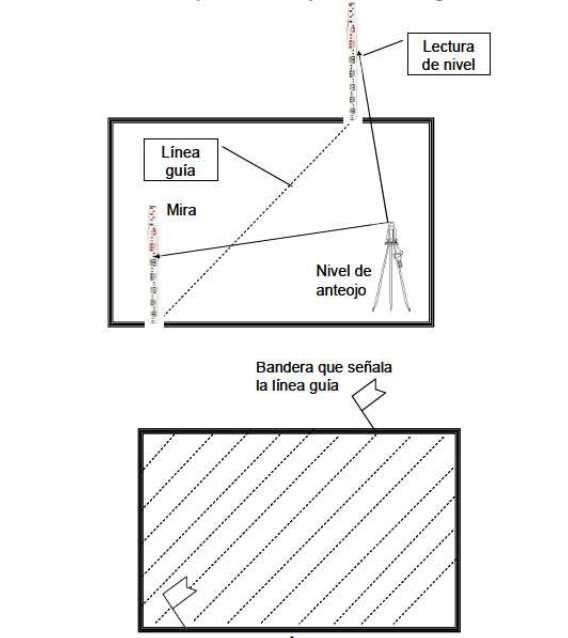 Lectura
de nivel
Línea
guía
Mira
Nivel de
anteojo
Bandera que señala
la línea guía